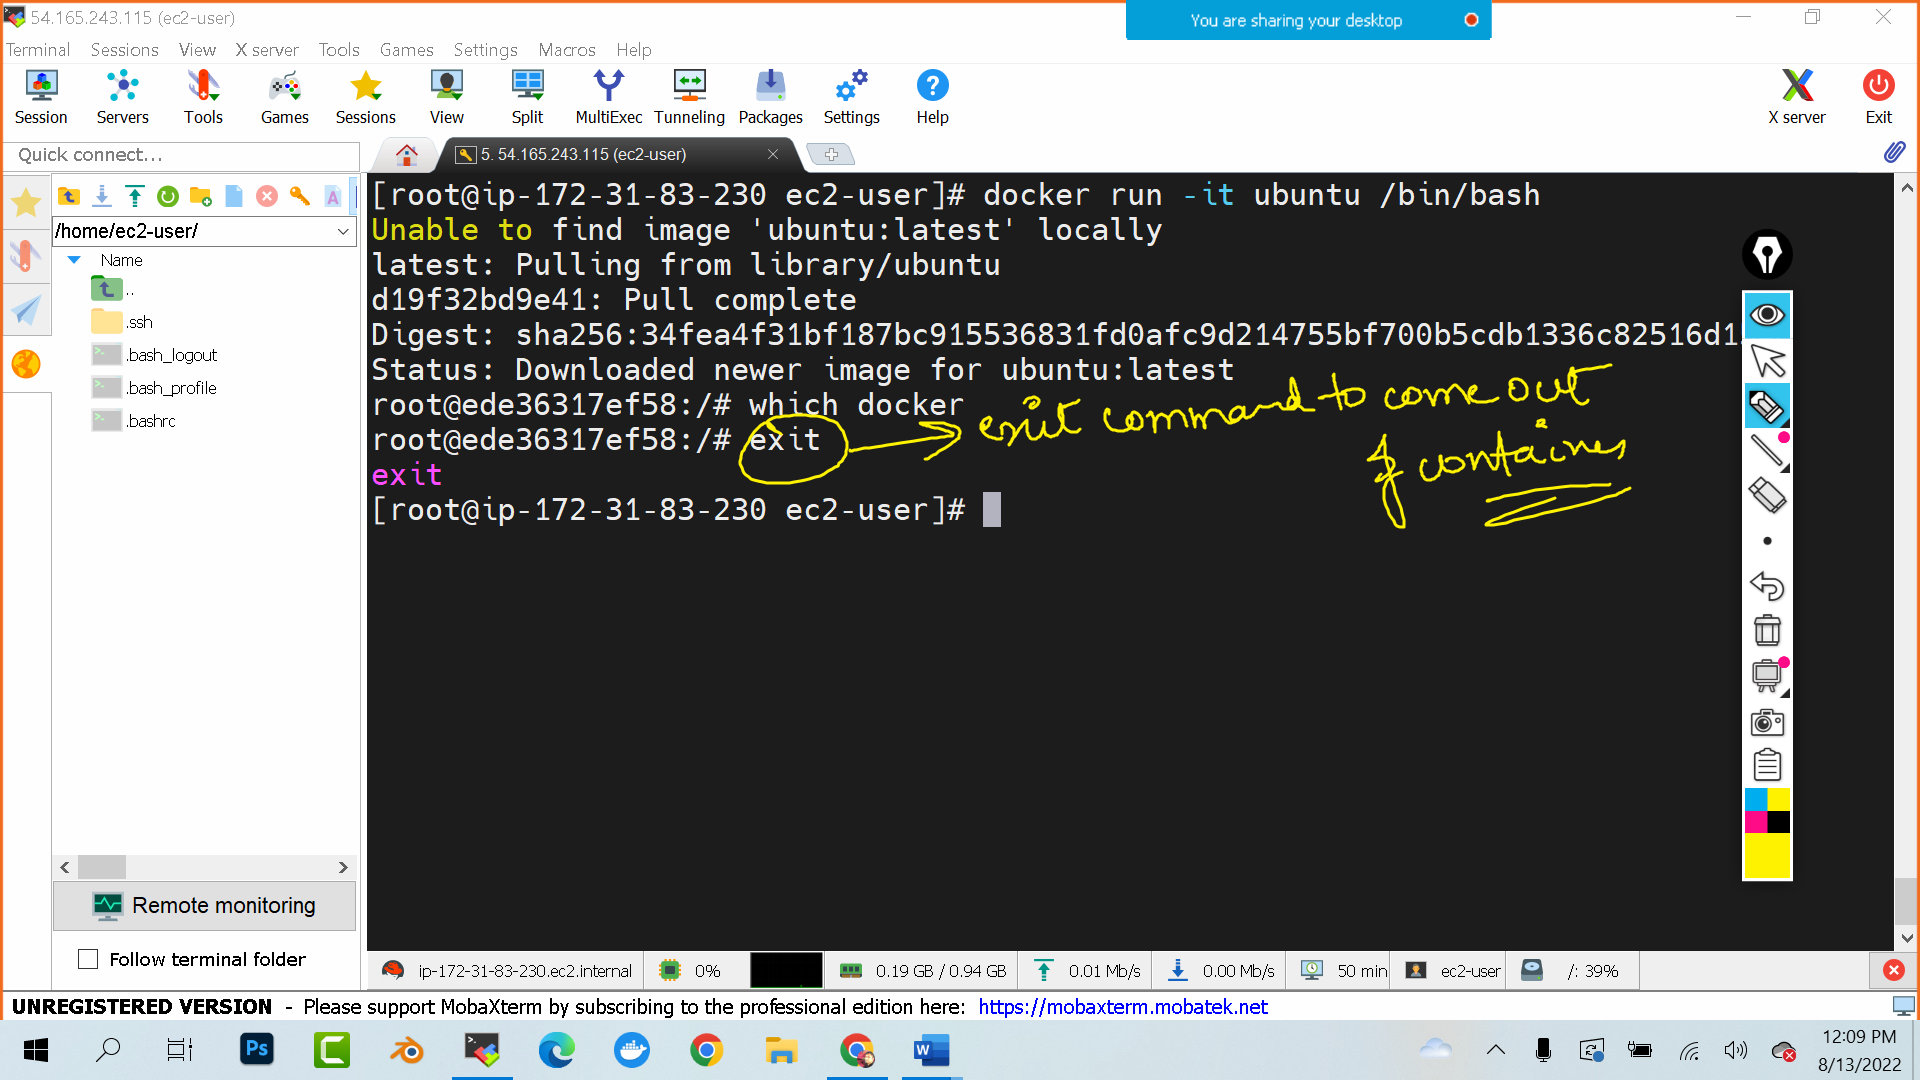 54.165.243.115 (ec2-user)
You are sharing your desktop
Terminal Sessions View X server Tools Games Settings Macros Help
Session Servers Tools Games Sessions View Split MultiExec Tunneling Packages Settings Help X server Exit
Quick connect...
5. 54.165.243.115 (ec2-user)
/home/ec2-user/
Name
..
.ssh
.bash_logout
.bash_profile
.bashrc
[root@ip-172-31-83-230 ec2-user]# docker run -it ubuntu /bin/bash
Unable to find image 'ubuntu:latest' locally
latest: Pulling from library/ubuntu
d19f32bd9e41: Pull complete
Digest: sha256:34fea4f31bf187bc915536831fd0afc9d214755bf700b5cdb1336c82516d1
Status: Downloaded newer image for ubuntu:latest
root@ede36317ef58:/# which docker
root@ede36317ef58:/# exit
exit
[root@ip-172-31-83-230 ec2-user]#
exit command to come out
of container
Remote monitoring
Follow terminal folder
ip-172-31-83-230.ec2.internal 0% 0.19 GB / 0.94 GB 0.01 Mb/s 0.00 Mb/s 50 min ec2-user /: 39%
UNREGISTERED VERSION - Please support MobaXterm by subscribing to the professional edition here: https://mobaxterm.mobatek.net
Ps
C
W
12:09 PM
8/13/2022